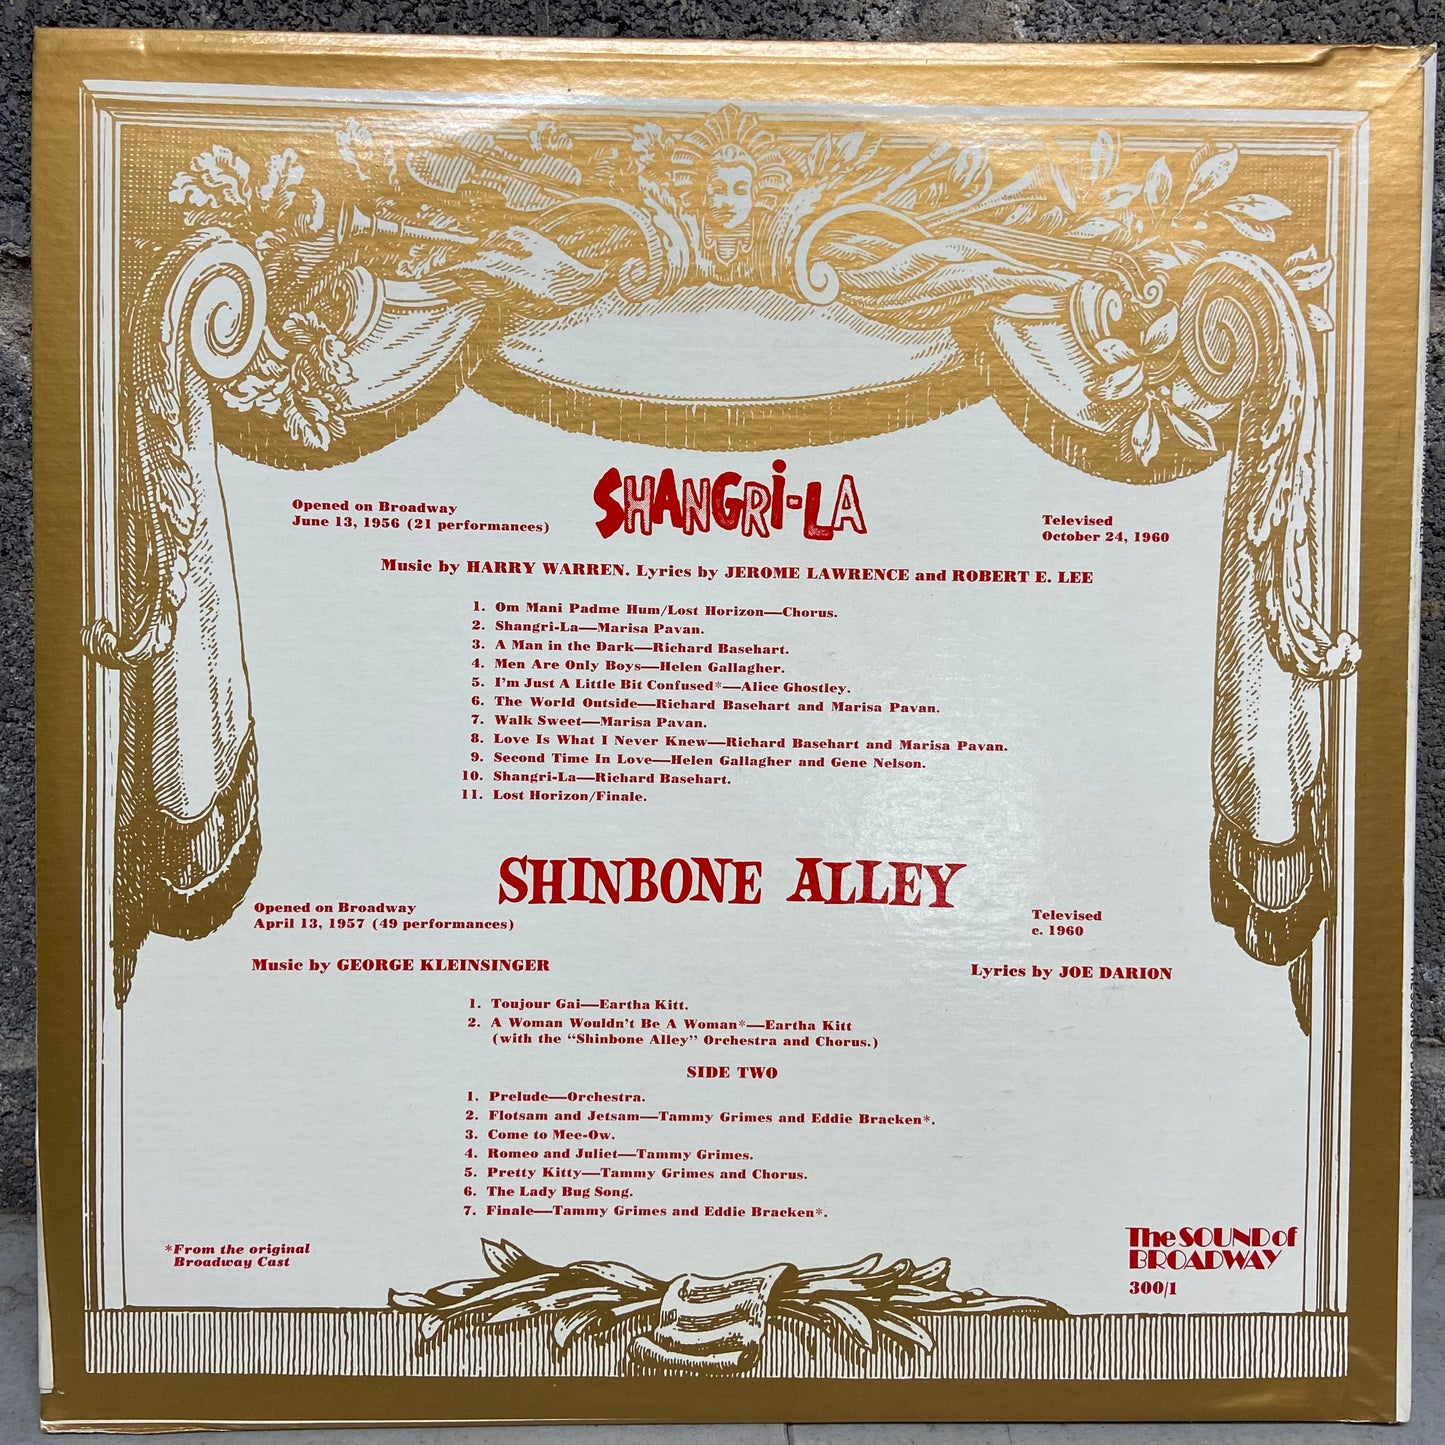 SHANGRI-LA
Opened on Broadway
June 13, 1956 (21 performances)
Televised
October 24, 1960
Music by HARRY WARREN. Lyrics by JEROME LAWRENCE and ROBERT E. LEE
1. Om Mani Padme Hum/Lost Horizon—Chorus.
2. Shangri-La—Marisa Pavan.
3. A Man in the Dark—Richard Basehart.
4. Men Are Only Boys—Helen Gallagher.
5. I'm Just A Little Bit Confused*—Alice Ghostley.
6. The World Outside—Richard Basehart and Marisa Pavan.
7. Walk Sweet—Marisa Pavan.
8. Love Is What I Never Knew—Richard Basehart and Marisa Pavan.
9. Second Time In Love—Helen Gallagher and Gene Nelson.
10. Shangri-La—Richard Basehart.
11. Lost Horizon/Finale.
SHINBONE ALLEY
Opened on Broadway
April 13, 1957 (49 performances)
Televised
c. 1960
Music by GEORGE KLEINSINGER
Lyrics by JOE DARION
1. Toujour Gai—Eartha Kitt.
2. A Woman Wouldn't Be A Woman*—Eartha Kitt
(with the "Shinbone Alley" Orchestra and Chorus.)
SIDE TWO
1. Prelude—Orchestra.
2. Flotsam and Jetsam—Tammy Grimes and Eddie Bracken*.
3. Come to Mee-Ow.
4. Romeo and Juliet—Tammy Grimes.
5. Pretty Kitty—Tammy Grimes and Chorus.
6. The Lady Bug Song.
7. Finale—Tammy Grimes and Eddie Bracken*.
*From the original
Broadway Cast
The SOUND of
BROADWAY
300/1